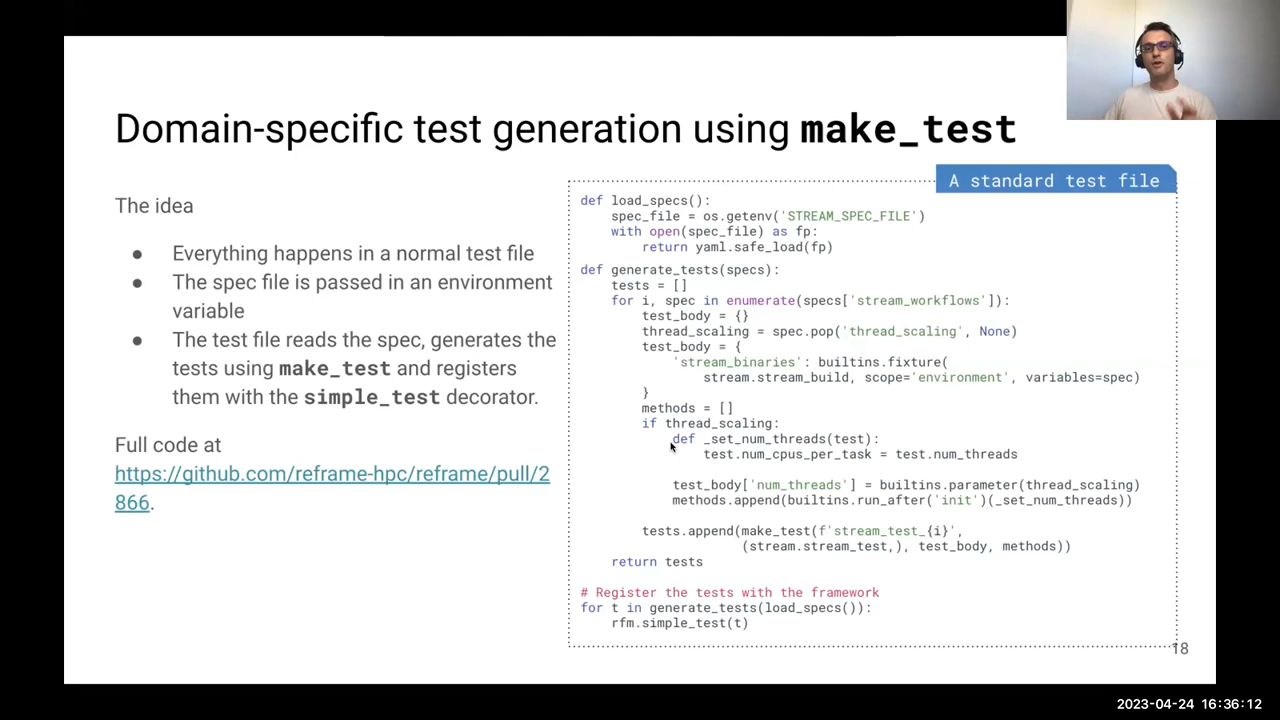 Domain-specific test generation using make_test
The idea
● Everything happens in a normal test file
● The spec file is passed in an environment
variable
● The test file reads the spec, generates the
tests using make_test and registers
them with the simple_test decorator.
Full code at
https://github.com/reframe-hpc/reframe/pull/2
866.
A standard test file
def load_specs():
    spec_file = os.getenv('STREAM_SPEC_FILE')
    with open(spec_file) as fp:
        return yaml.safe_load(fp)
def generate_tests(specs):
    tests = []
    for i, spec in enumerate(specs['stream_workflows']):
        test_body = {}
        thread_scaling = spec.pop('thread_scaling', None)
        test_body = {
            'stream_binaries': builtins.fixture(
                stream.stream_build, scope='environment', variables=spec)
        }
        methods = []
        if thread_scaling:
            def _set_num_threads(test):
                test.num_cpus_per_task = test.num_threads
            test_body['num_threads'] = builtins.parameter(thread_scaling)
            methods.append(builtins.run_after('init')(_set_num_threads))
        tests.append(make_test(f'stream_test_{i}',
                     (stream.stream_test,), test_body, methods))
    return tests
# Register the tests with the framework
for t in generate_tests(load_specs()):
    rfm.simple_test(t)
18
2023-04-24 16:36:12